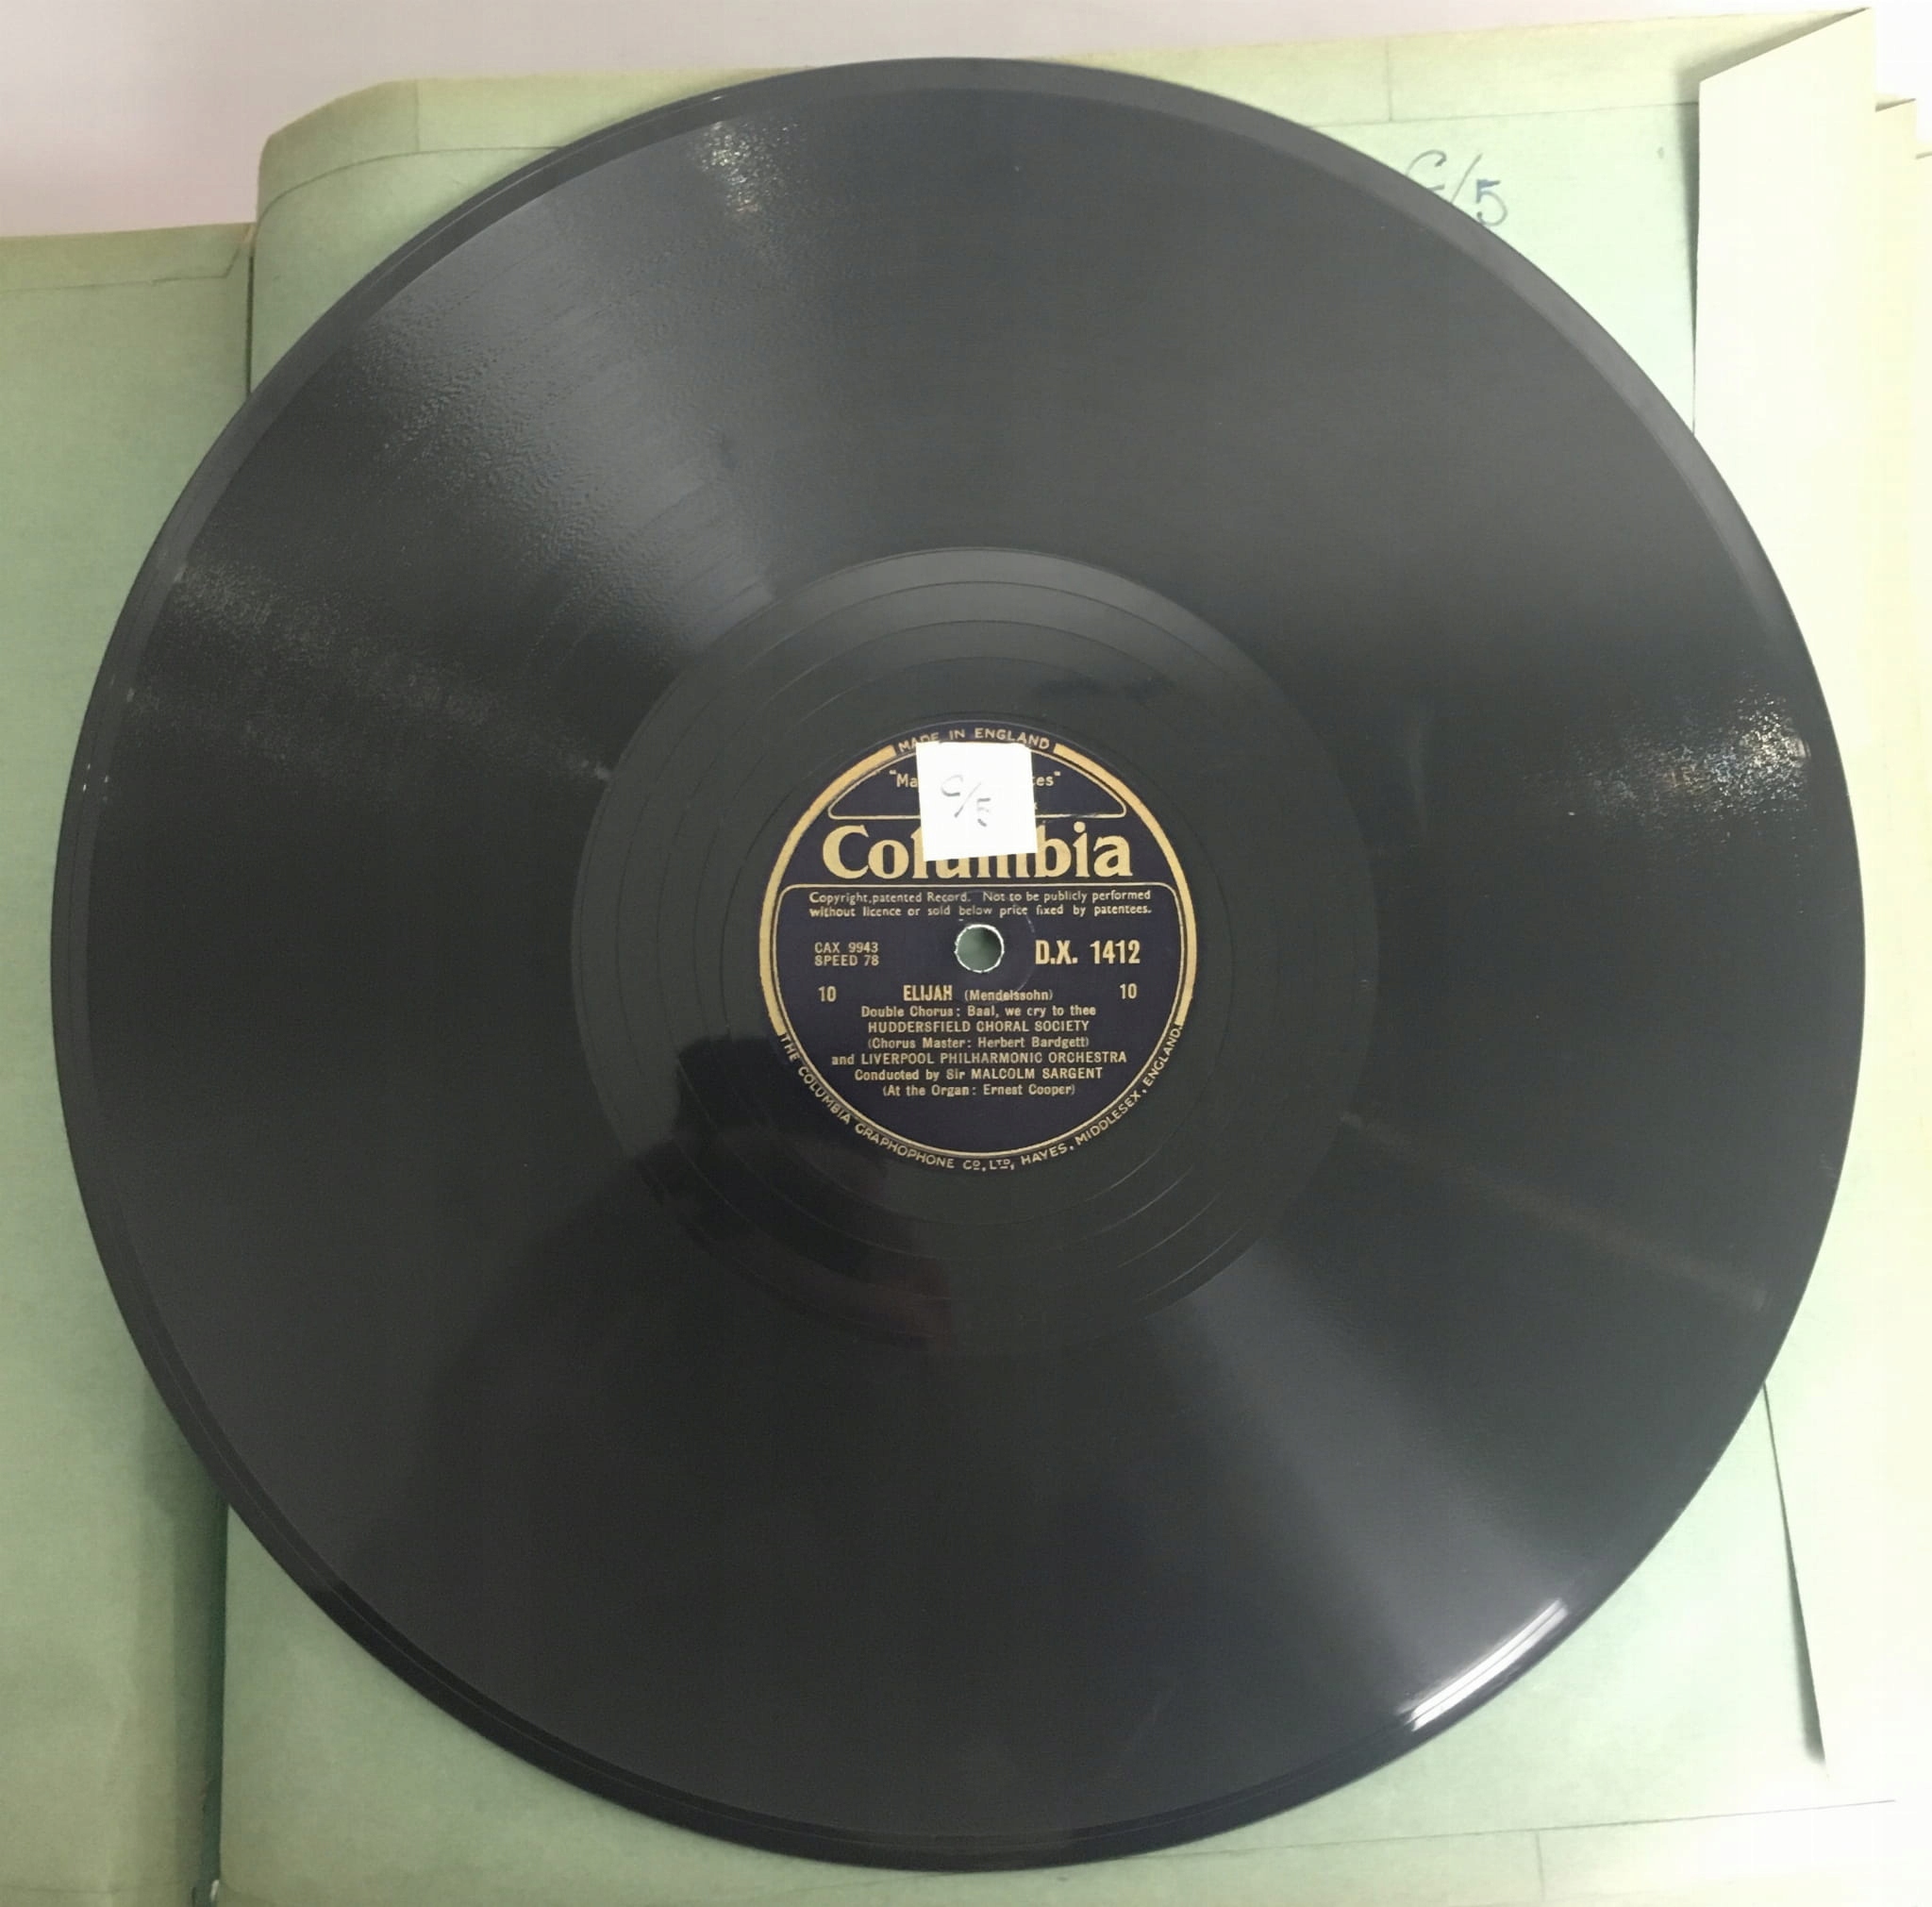 C/5
MADE IN ENGLAND
C/5
Columbia
Copyright,patented Record. Not to be publicly performed
without licence or sold below price fixed by patentees.
CAX 9943
SPEED 78
D.X. 1412
10 ELIJAH (Mendelssohn) 10
Double Chorus: Baal, we cry to thee
HUDDERSFIELD CHORAL SOCIETY
(Chorus Master: Herbert Bardgett)
and LIVERPOOL PHILHARMONIC ORCHESTRA
Conducted by Sir MALCOLM SARGENT
(At the Organ: Ernest Cooper)
THE COLUMBIA GRAPHOPHONE CO., LTD, HAYES, MIDDLESEX, ENGLAND.